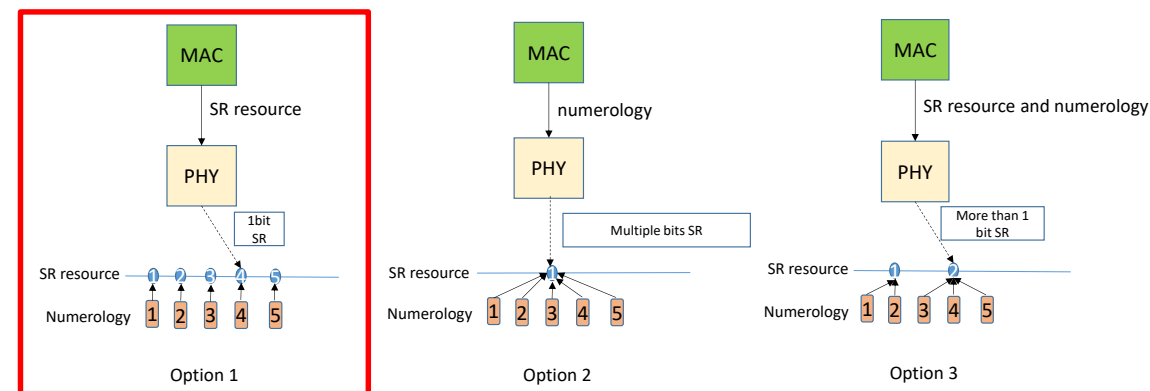 MAC
SR resource
PHY
1bit
SR
SR resource
1 2 3 4 5
Numerology
1 2 3 4 5
Option 1
MAC
numerology
PHY
Multiple bits SR
SR resource
1
Numerology
1 2 3 4 5
Option 2
MAC
SR resource and numerology
PHY
More than 1
bit SR
SR resource
1 2
Numerology
1 2 3 4 5
Option 3